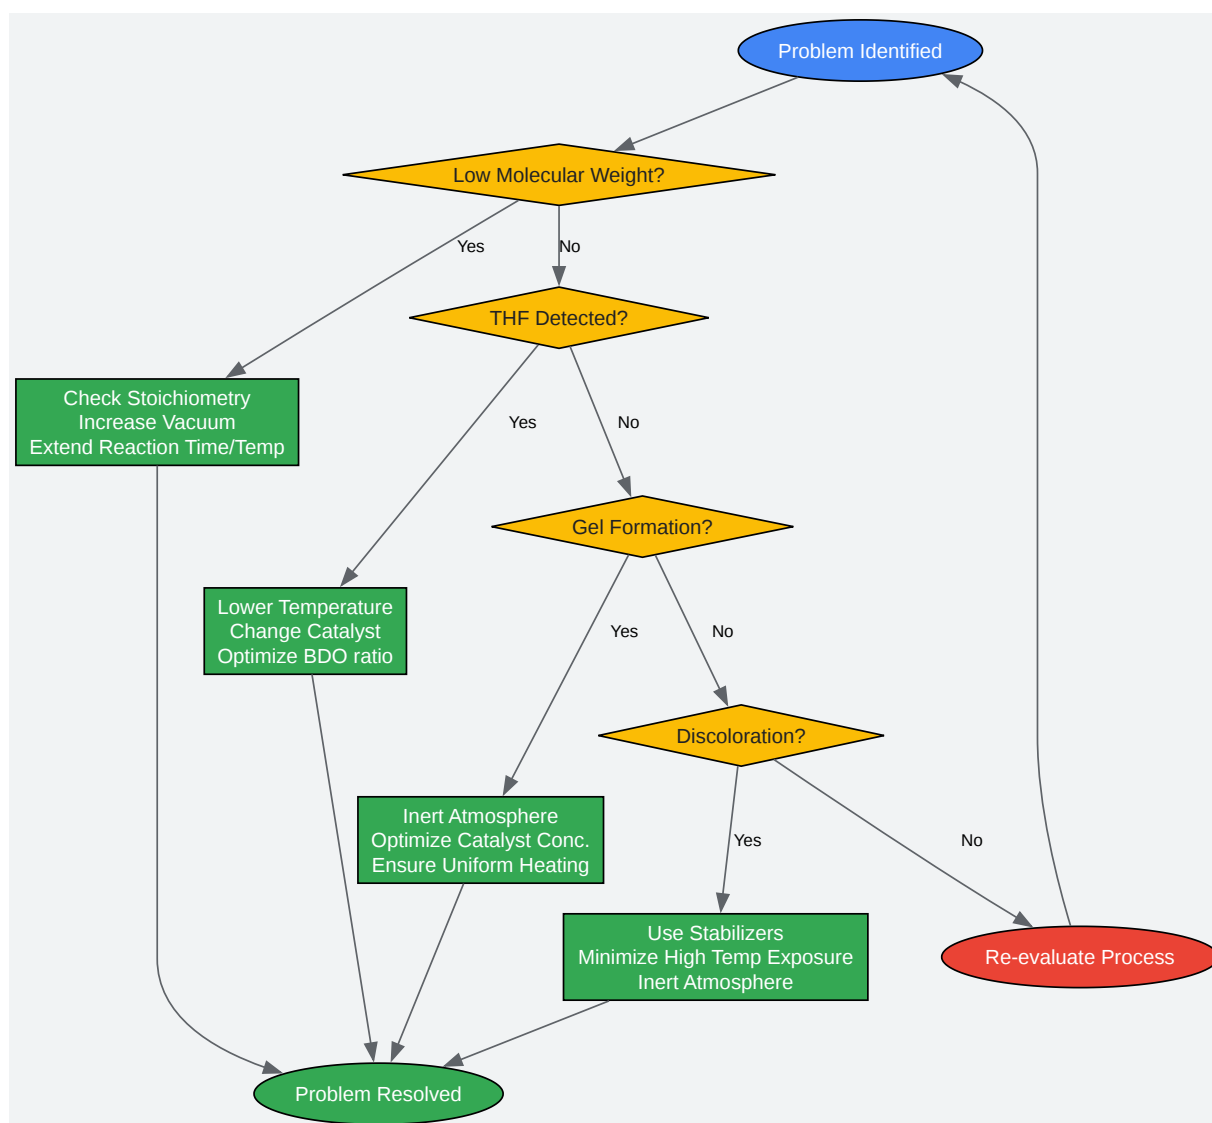 Problem Identified
Low Molecular Weight?
Yes
No
THF Detected?
Check Stoichiometry
Increase Vacuum
Extend Reaction Time/Temp
Yes
No
Gel Formation?
Lower Temperature
Change Catalyst
Optimize BDO ratio
Yes
No
Discoloration?
Inert Atmosphere
Optimize Catalyst Conc.
Ensure Uniform Heating
Yes
No
Use Stabilizers
Minimize High Temp Exposure
Inert Atmosphere
Re-evaluate Process
Problem Resolved